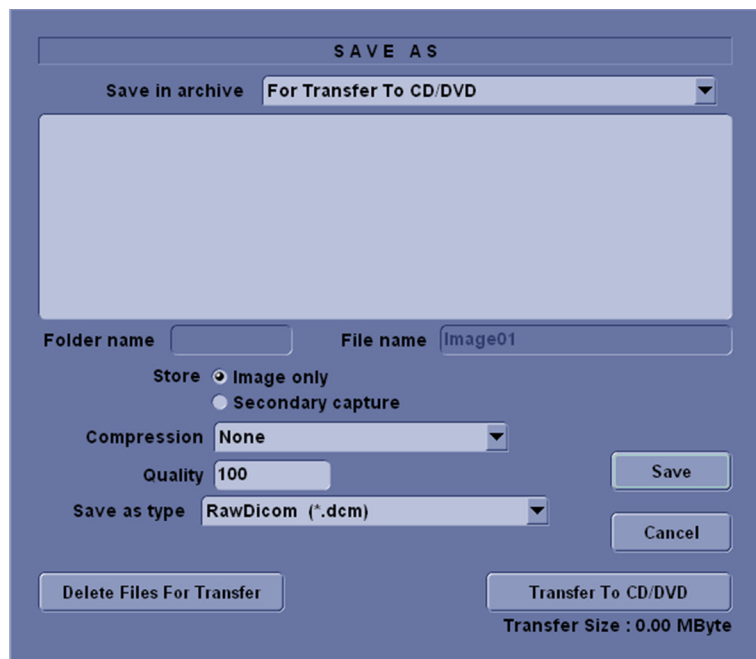 SAVE AS
Save in archive For Transfer To CD/DVD
Folder name File name Image01
Store Image only
Secondary capture
Compression None
Quality 100
Save as type RawDicom (*.dcm)
Save
Cancel
Delete Files For Transfer Transfer To CD/DVD
Transfer Size : 0.00 MByte